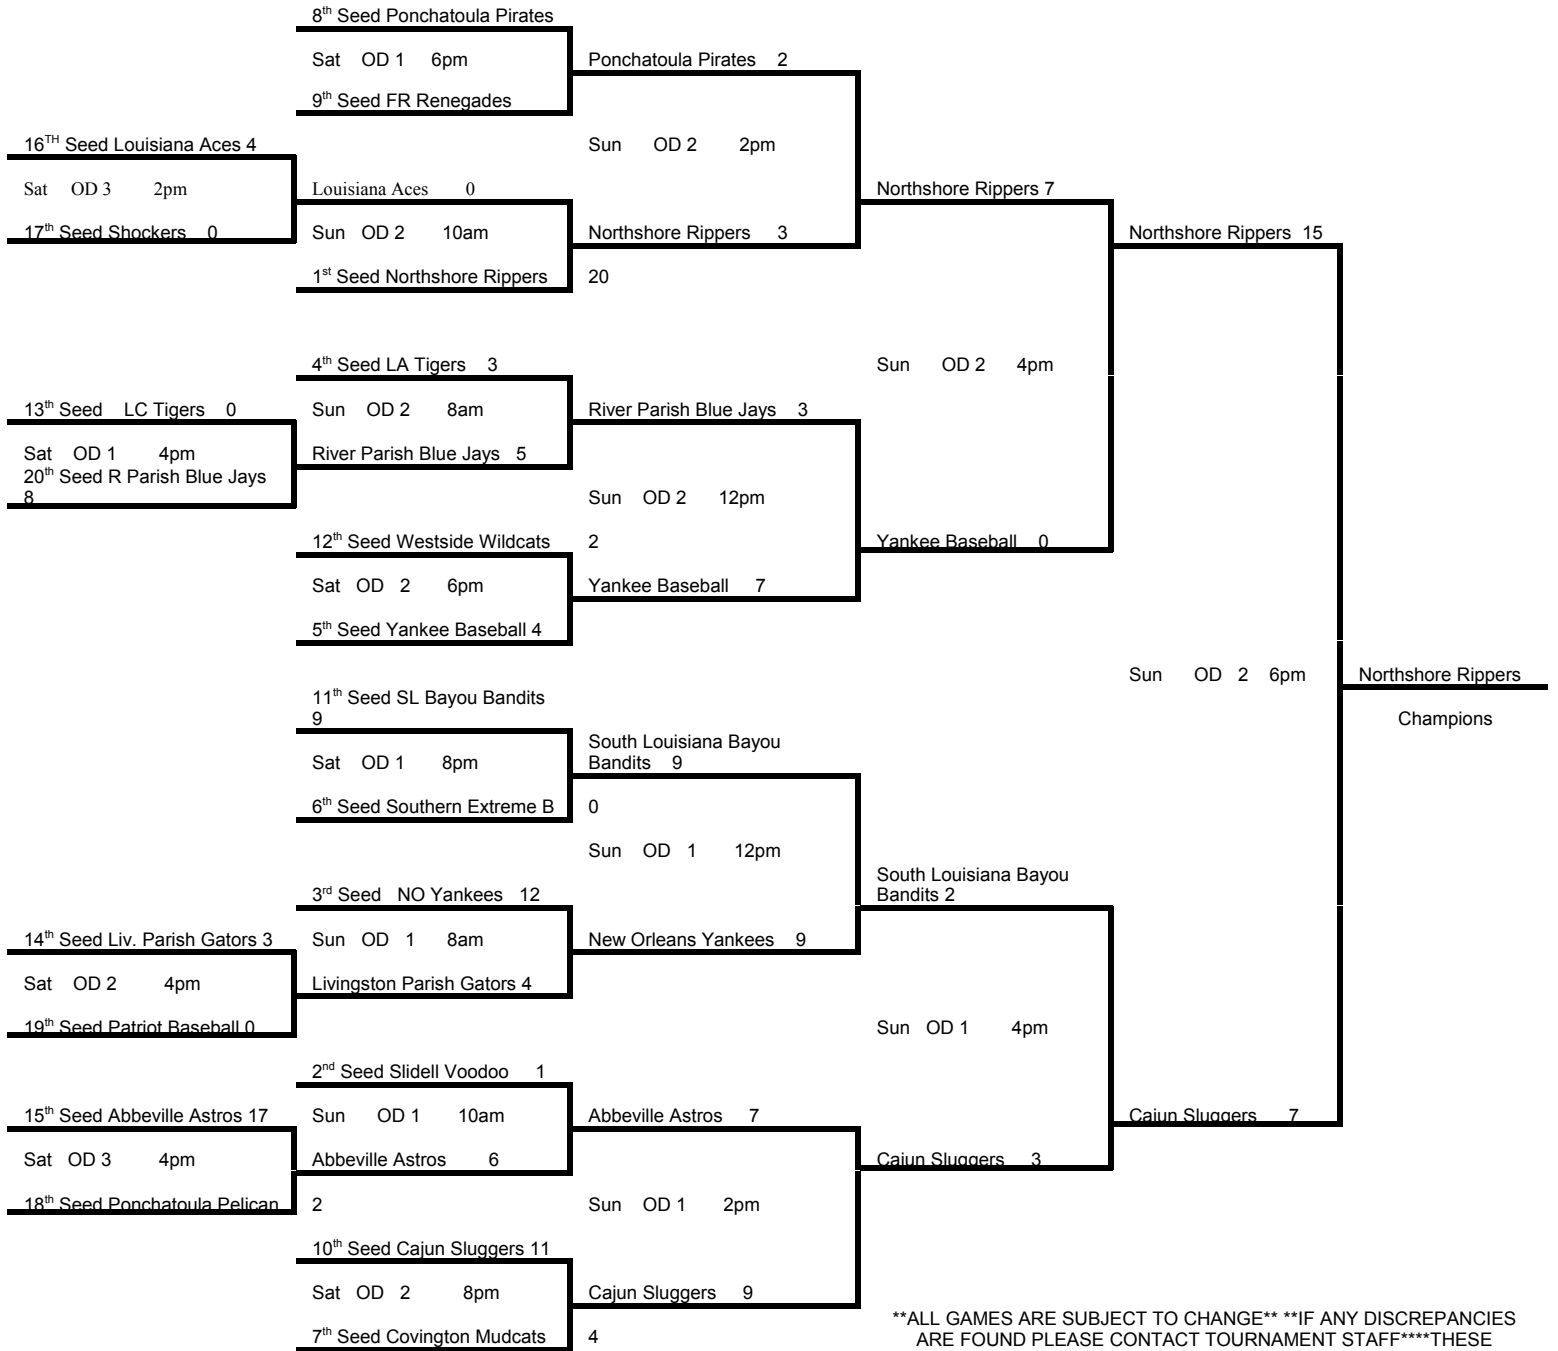 8th Seed Ponchatoula Pirates
Sat OD 1 6pm
Ponchatoula Pirates 2
9th Seed FR Renegades
16TH Seed Louisiana Aces 4
Sun OD 2 2pm
Sat OD 3 2pm
Louisiana Aces 0
Northshore Rippers 7
17th Seed Shockers 0
Sun OD 2 10am
Northshore Rippers 3
Northshore Rippers 15
1st Seed Northshore Rippers
20
4th Seed LA Tigers 3
Sun OD 2 4pm
13th Seed LC Tigers 0
Sun OD 2 8am
River Parish Blue Jays 3
Sat OD 1 4pm
River Parish Blue Jays 5
20th Seed R Parish Blue Jays
8
Sun OD 2 12pm
12th Seed Westside Wildcats
2
Yankee Baseball 0
Sat OD 2 6pm
Yankee Baseball 7
5th Seed Yankee Baseball 4
Sun OD 2 6pm
Northshore Rippers
11th Seed SL Bayou Bandits
9
Champions
South Louisiana Bayou
Bandits 9
Sat OD 1 8pm
6th Seed Southern Extreme B
0
Sun OD 1 12pm
South Louisiana Bayou
Bandits 2
3rd Seed NO Yankees 12
14th Seed Liv. Parish Gators 3
Sun OD 1 8am
New Orleans Yankees 9
Sat OD 2 4pm
Livingston Parish Gators 4
19th Seed Patriot Baseball 0
Sun OD 1 4pm
2nd Seed Slidell Voodoo 1
15th Seed Abbeville Astros 17
Sun OD 1 10am
Abbeville Astros 7
Cajun Sluggers 7
Sat OD 3 4pm
Abbeville Astros 6
Cajun Sluggers 3
18th Seed Ponchatoula Pelican
2
Sun OD 1 2pm
10th Seed Cajun Sluggers 11
Sat OD 2 8pm
Cajun Sluggers 9
7th Seed Covington Mudcats
4
**ALL GAMES ARE SUBJECT TO CHANGE** **IF ANY DISCREPANCIES
ARE FOUND PLEASE CONTACT TOURNAMENT STAFF****THESE